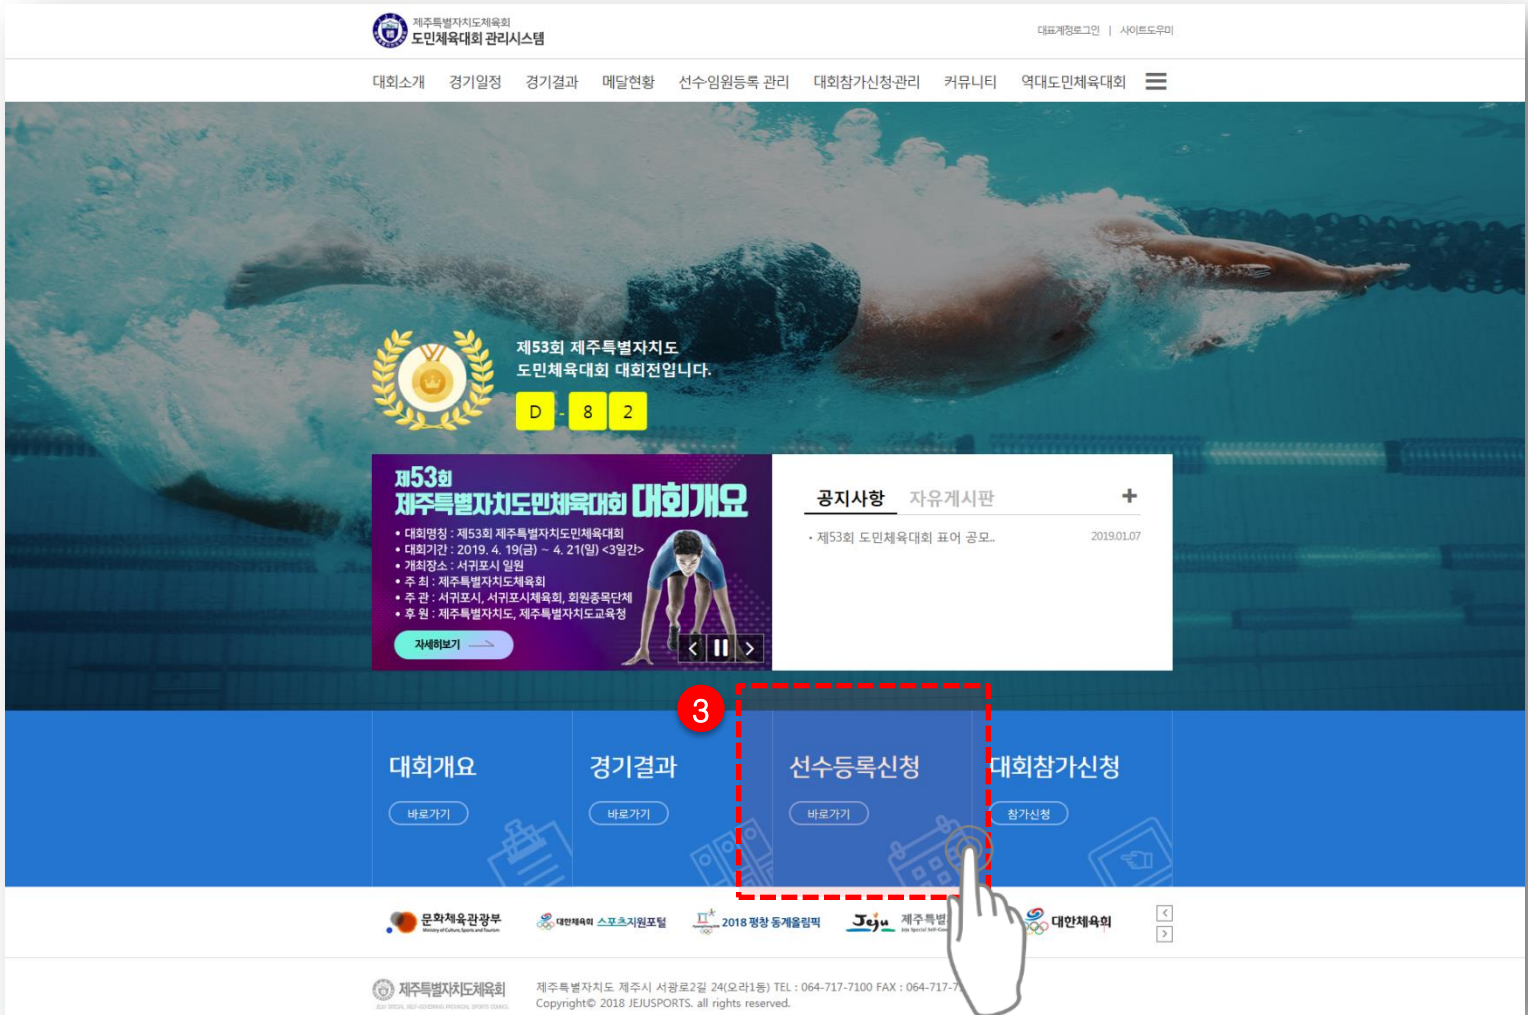 제주특별자치도체육회
도민체육대회 관리시스템
대표계정로그인 | 사이트도우미
대회소개 경기일정 경기결과 메달현황 선수·임원등록 관리 대회참가신청·관리 커뮤니티 역대도민체육대회
제53회 제주특별자치도
도민체육대회 대회전입니다.
D - 8 2
제53회
제주특별자치도민체육대회 대회개요
• 대회명칭 : 제53회 제주특별자치도민체육대회
• 대회기간 : 2019. 4. 19(금) ~ 4. 21(일) <3일간>
• 개최장소 : 서귀포시 일원
• 주 최 : 제주특별자치도체육회
• 주 관 : 서귀포시, 서귀포시체육회, 회원종목단체
• 후 원 : 제주특별자치도, 제주특별자치도교육청
자세히보기
공지사항 자유게시판 +
· 제53회 도민체육대회 표어 공모.. 2019.01.07
3
대회개요 경기결과 선수등록신청 대회참가신청
바로가기 바로가기 바로가기 참가신청
문화체육관광부 대한체육회 스포츠지원포털 2018 평창 동계올림픽 Jeju 제주특별 대한체육회
Ministry of Culture, Sports and Tourism
제주특별자치도체육회
제주특별자치도 제주시 서광로2길 24(오라1동) TEL : 064-717-7100 FAX : 064-717-7
Copyright© 2018 JEJUSPORTS. all rights reserved.